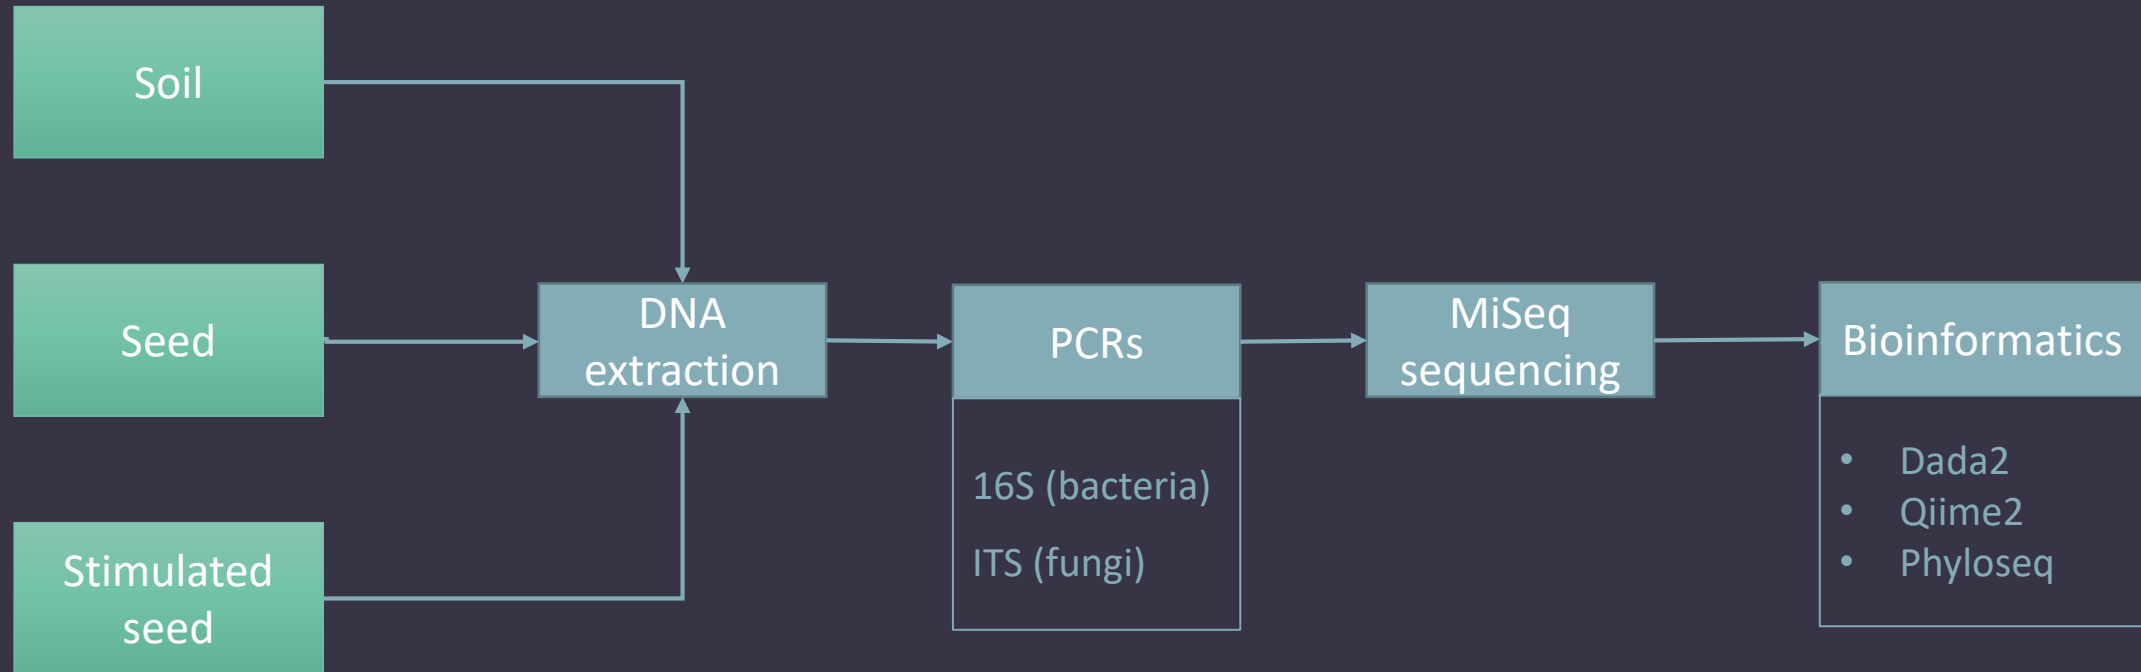 Soil
Seed
Stimulated
seed
DNA
extraction
PCRs
16S (bacteria)
ITS (fungi)
MiSeq
sequencing
Bioinformatics
• Dada2
• Qiime2
• Phyloseq